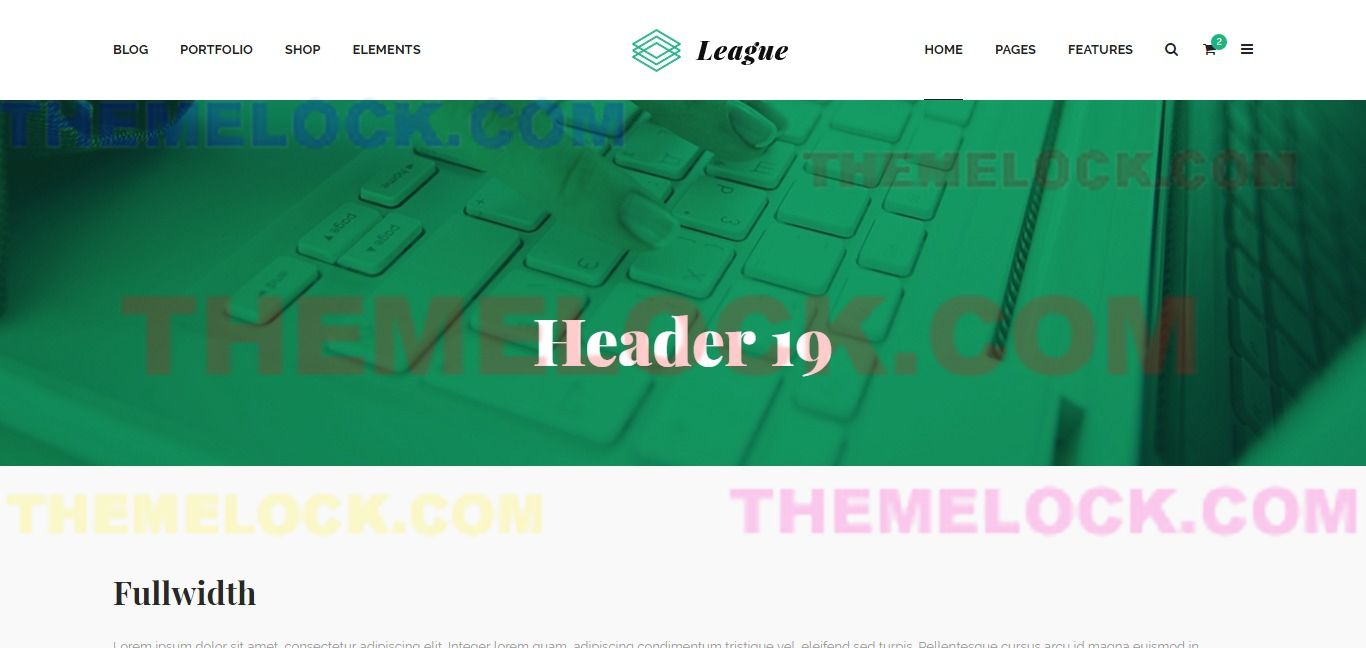 BLOG PORTFOLIO SHOP ELEMENTS League HOME PAGES FEATURES 2
THEMELOCK.COM
THEMELOCK.COM
THEMELOCK.COM
Header 19
THEMELOCK.COM THEMELOCK.COM
Fullwidth
Lorem ipsum dolor sit amet, consectetur adipiscing elit. Integer lorem quam, adipiscing condimentum tristique vel, eleifend sed turpis. Pellentesque cursus arcu id magna euismod in